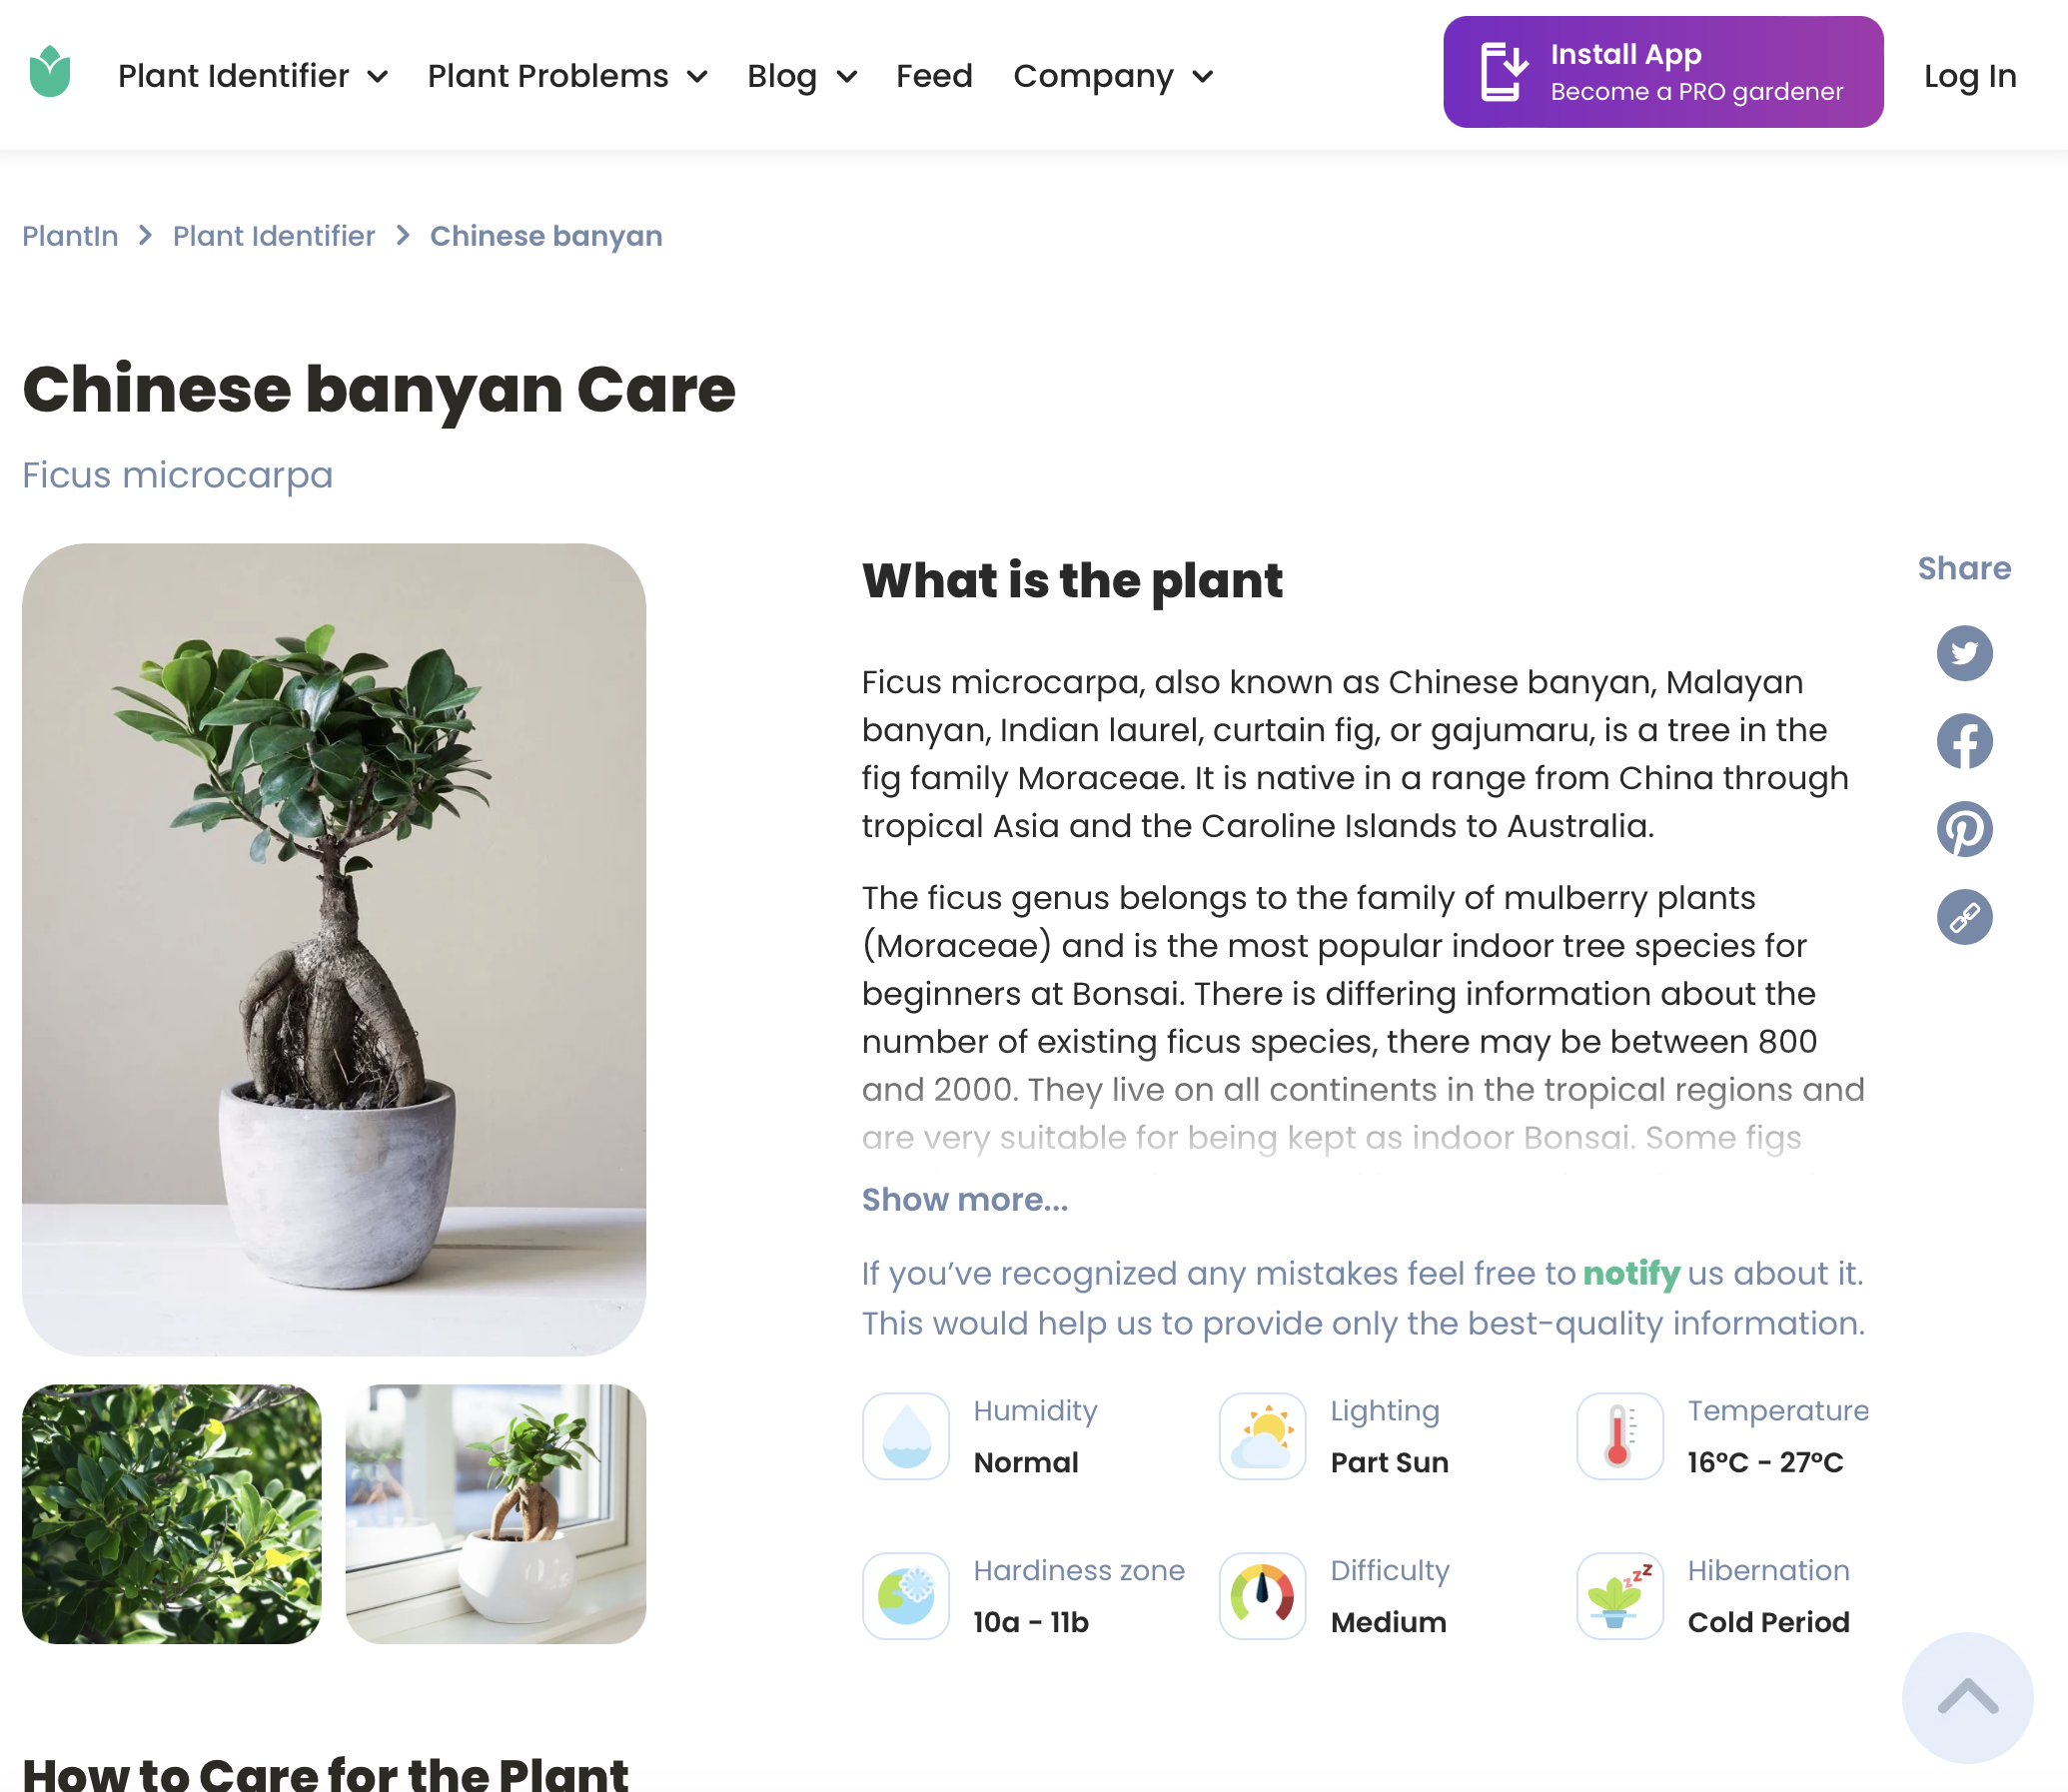 Plant Identifier
Plant Problems
Blog
Feed
Company
Install App
Become a PRO gardener
Log In
PlantIn
Plant Identifier
Chinese banyan
Chinese banyan Care
Ficus microcarpa
What is the plant
Ficus microcarpa, also known as Chinese banyan, Malayan
banyan, Indian laurel, curtain fig, or gajumaru, is a tree in the
fig family Moraceae. It is native in a range from China through
tropical Asia and the Caroline Islands to Australia.
The ficus genus belongs to the family of mulberry plants
(Moraceae) and is the most popular indoor tree species for
beginners at Bonsai. There is differing information about the
number of existing ficus species, there may be between 800
and 2000. They live on all continents in the tropical regions and
are very suitable for being kept as indoor Bonsai. Some figs
Show more...
If you’ve recognized any mistakes feel free to notify us about it.
This would help us to provide only the best-quality information.
Share
Humidity
Normal
Lighting
Part Sun
Temperature
16°C - 27°C
Hardiness zone
10a - 11b
Difficulty
Medium
Hibernation
Cold Period
How to Care for the Plant